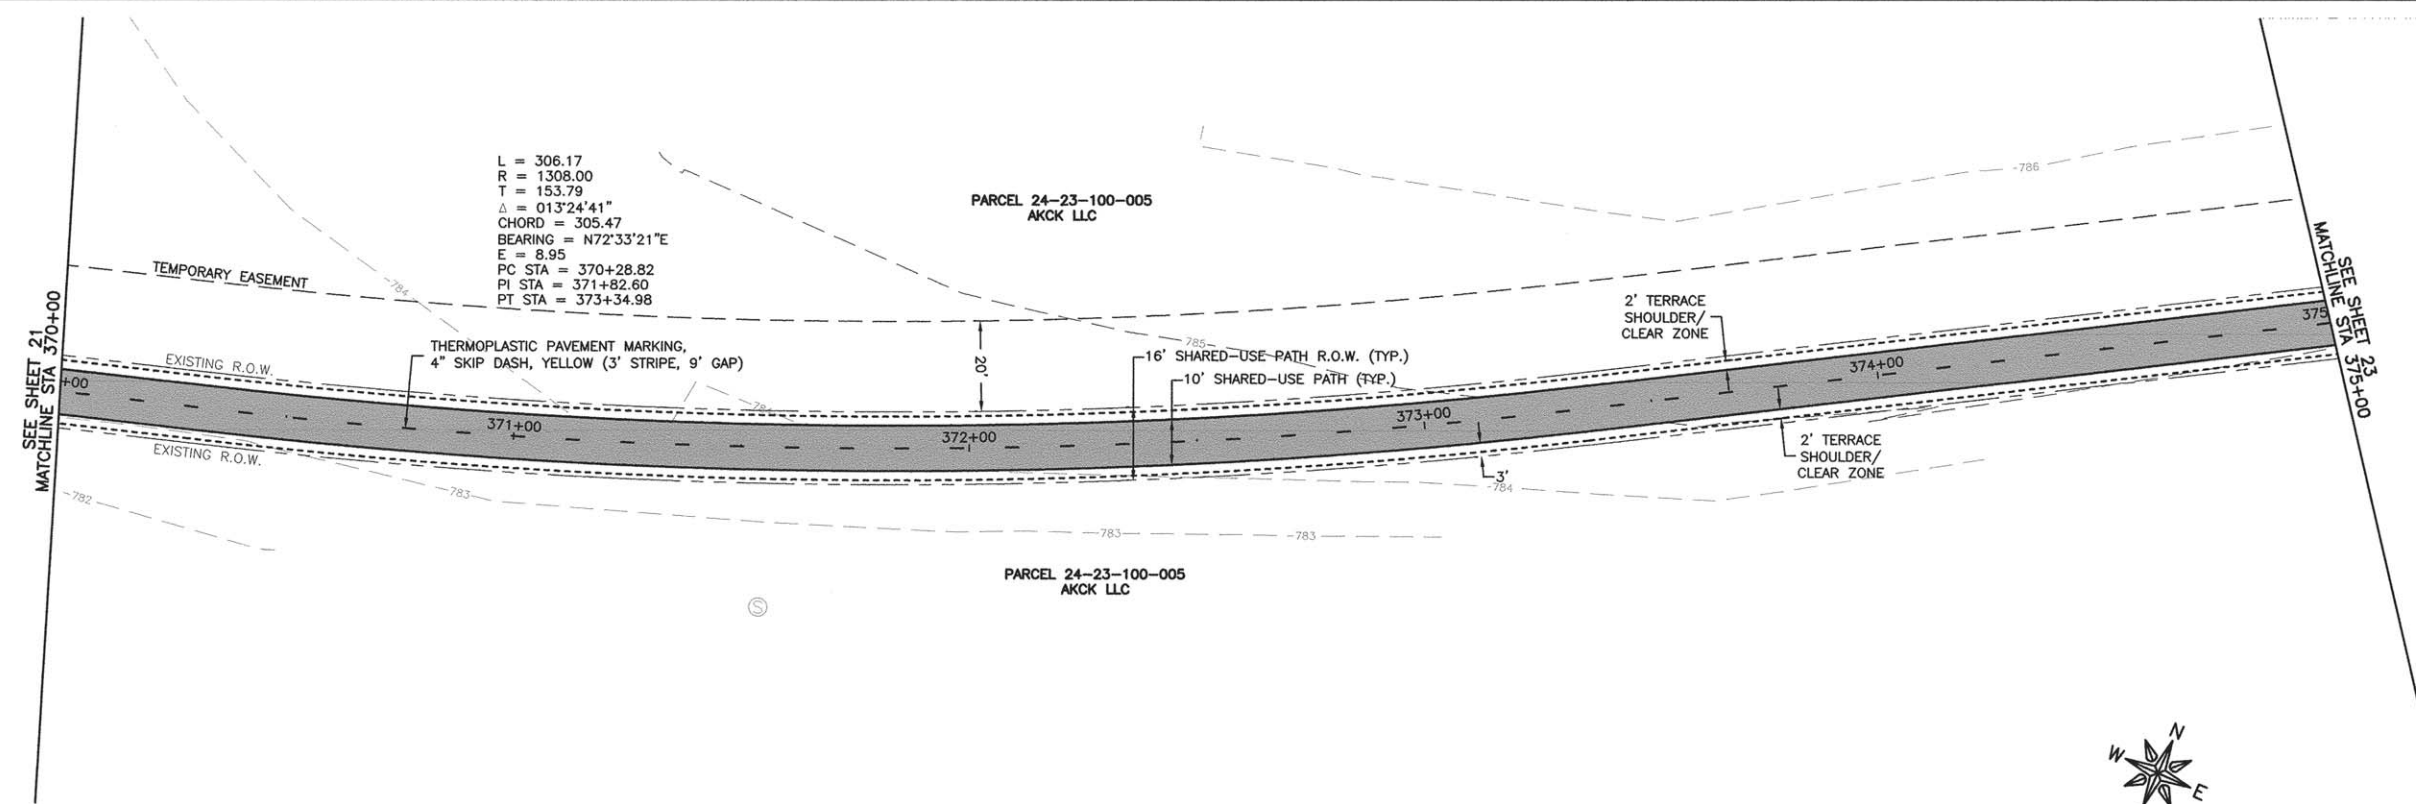 L = 306.17
R = 1308.00
T = 153.79
Δ = 013°24'41"
CHORD = 305.47
BEARING = N72°33'21"E
E = 8.95
PC STA = 370+28.82
PI STA = 371+82.60
PT STA = 373+34.98
PARCEL 24-23-100-005
AKCK LLC
-786
TEMPORARY EASEMENT
-784
SEE SHEET 21
MATCHLINE STA 370+00
SEE SHEET 23
MATCHLINE STA 375+00
2' TERRACE
SHOULDER/
CLEAR ZONE
THERMOPLASTIC PAVEMENT MARKING,
4" SKIP DASH, YELLOW (3' STRIPE, 9' GAP)
EXISTING R.O.W.
20'
785
16' SHARED-USE PATH R.O.W. (TYP.)
10' SHARED-USE PATH (TYP.)
784
+00
371+00
372+00
373+00
374+00
375
EXISTING R.O.W.
2' TERRACE
SHOULDER/
CLEAR ZONE
3'
-784
-782
-783
-783
-783
PARCEL 24-23-100-005
AKCK LLC
S
N
W
E